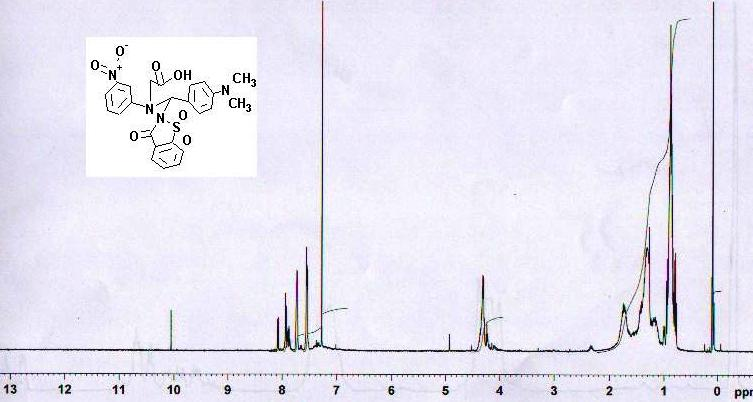 O⁻
O N⁺
O OH
CH₃
N
CH₃
N
N O
S
O O
13 12 11 10 9 8 7 6 5 4 3 2 1 0 ppm